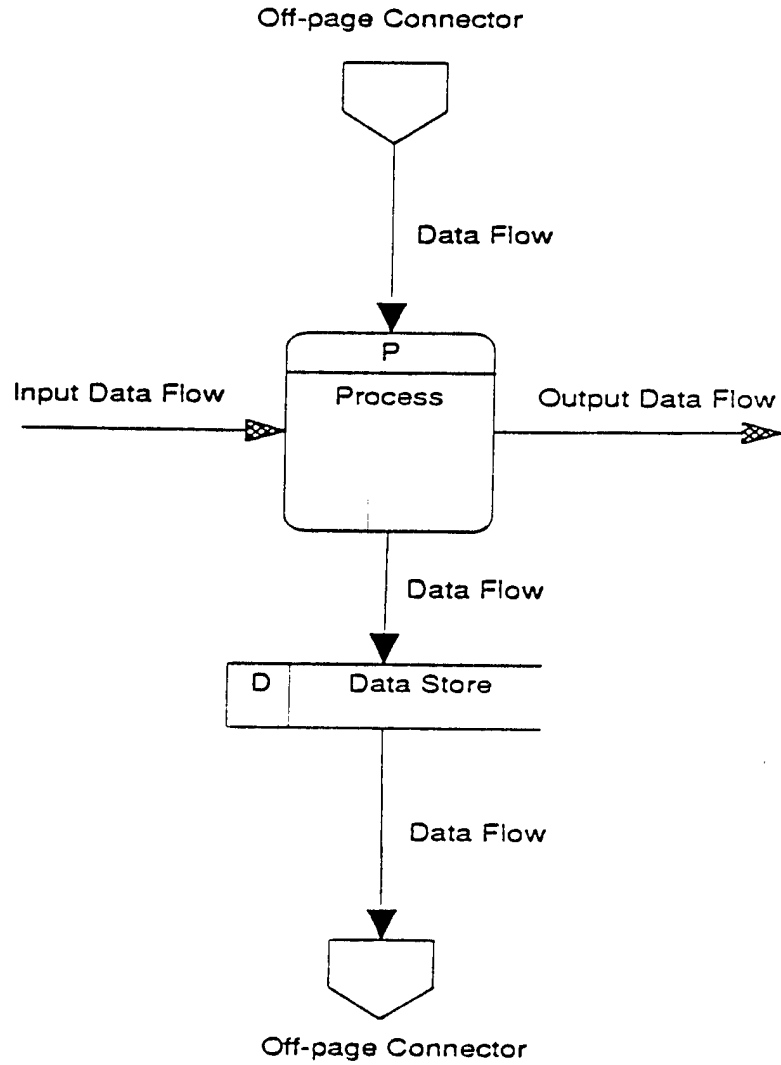 Off-page Connector
Data Flow
P
Process
Input Data Flow
Output Data Flow
Data Flow
D
Data Store
Data Flow
Off-page Connector